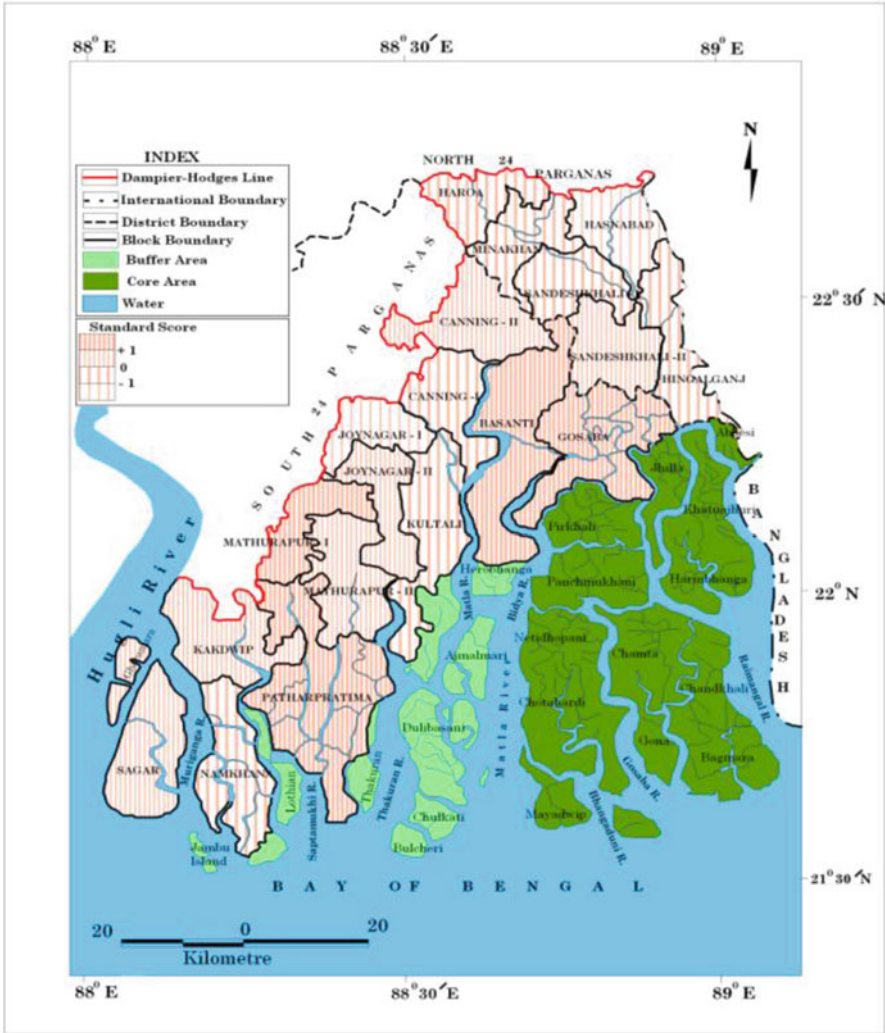 88° E
88° 30′ E
89° E
N
INDEX
Dampier-Hodges Line
International Boundary
District Boundary
Block Boundary
Buffer Area
Core Area
Water
Standard Score
+ 1
0
- 1
NORTH 24 PARGANAS
SOUTH 24 PARGANAS
HAROA
HASNABAD
MINAKHAN
SANDESHKHALI
22° 30′ N
CANNING - II
SANDESHKHALI - II
HINGALGANJ
CANNING - I
BASANTI
GOSABA
JOYNAGAR - I
JOYNAGAR - II
KULTALI
Jhilla
BANGLADESH
Pirkhali
MATHURAPUR - I
Herobhanga
Panchmukhani
Harinbhanga
MATHURAPUR - II
Matla R.
Bidya R.
22° N
Hugli River
KAKDWIP
Netidhopani
Chamta
Ajmalmari
PATHARPRATIMA
Chandkhali
Raimangal R.
Chotahardi
Dulibasani
Matla River
Gona
Bagmara
SAGAR
Muriganga R.
NAMKHANA
Lothian
Saptamukhi R.
Thakuran
Thakuran R.
Gosaba R.
Chulkati
Mayadwip
Bhangaduni R.
Jambu
Island
Bulcheri
BAY OF BENGAL
21° 30′ N
20 0 20
Kilometre
88° E
88° 30′ E
89° E